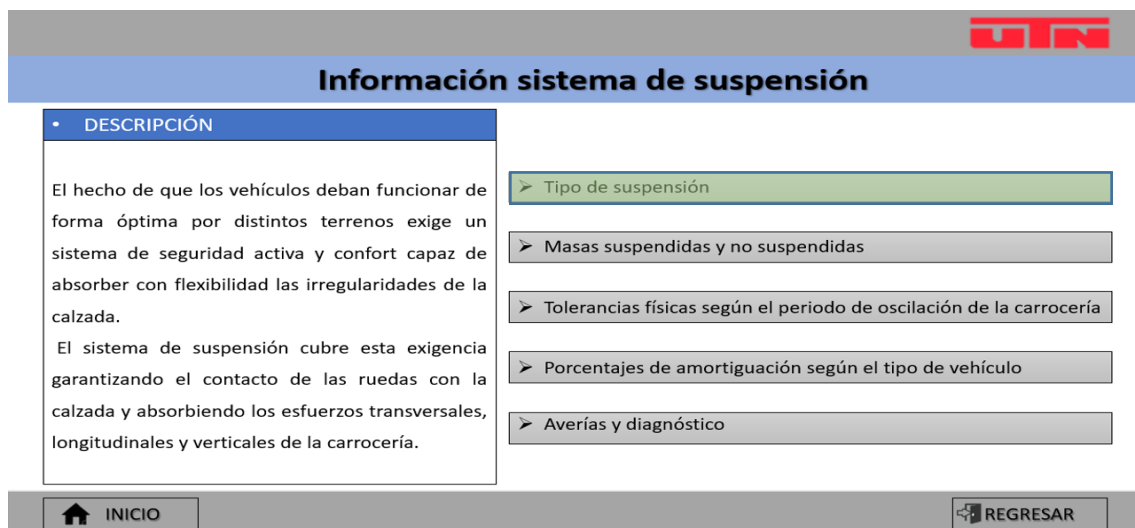 UTN
Información sistema de suspensión
• DESCRIPCIÓN
El hecho de que los vehículos deban funcionar de
forma óptima por distintos terrenos exige un
sistema de seguridad activa y confort capaz de
absorber con flexibilidad las irregularidades de la
calzada.
El sistema de suspensión cubre esta exigencia
garantizando el contacto de las ruedas con la
calzada y absorbiendo los esfuerzos transversales,
longitudinales y verticales de la carrocería.
➢ Tipo de suspensión
➢ Masas suspendidas y no suspendidas
➢ Tolerancias físicas según el periodo de oscilación de la carrocería
➢ Porcentajes de amortiguación según el tipo de vehículo
➢ Averías y diagnóstico
INICIO
REGRESAR